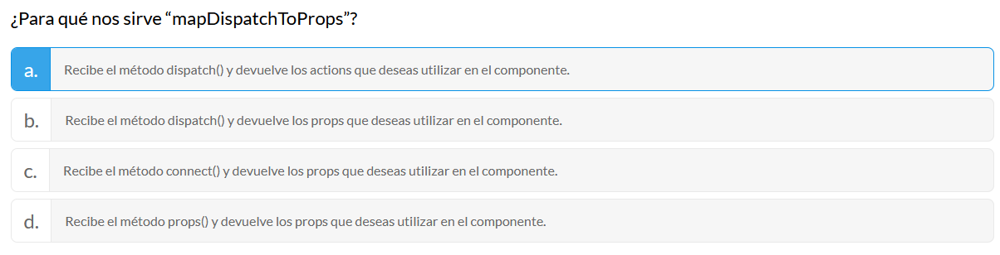 ¿Para qué nos sirve “mapDispatchToProps”?
a. Recibe el método dispatch() y devuelve los actions que deseas utilizar en el componente.
b. Recibe el método dispatch() y devuelve los props que deseas utilizar en el componente.
c. Recibe el método connect() y devuelve los props que deseas utilizar en el componente.
d. Recibe el método props() y devuelve los props que deseas utilizar en el componente.